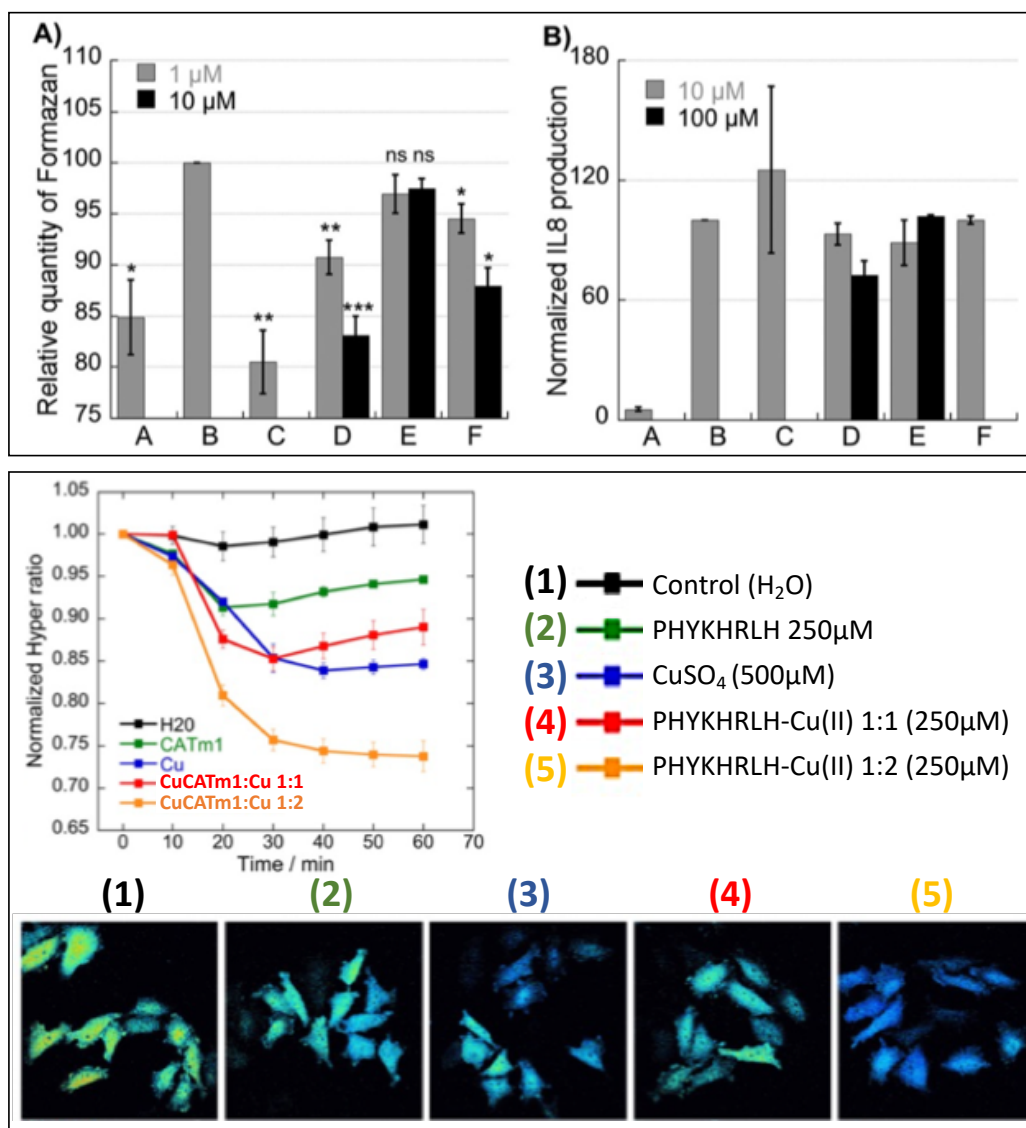 A)
110
105
100
95
90
85
80
75
Relative quantity of Formazan
1 µM
10 µM
*
**
**
***
ns ns
*
*
A B C D E F
B)
180
120
60
0
Normalized IL8 production
10 µM
100 µM
A B C D E F
1.05
1.00
0.95
0.90
0.85
0.80
0.75
0.70
0.65
Normalized Hyper ratio
H20
CATm1
Cu
CuCATm1:Cu 1:1
CuCATm1:Cu 1:2
0 10 20 30 40 50 60 70
Time / min
(1) Control (H₂O)
(2) PHYKHRLH 250µM
(3) CuSO₄ (500µM)
(4) PHYKHRLH-Cu(II) 1:1 (250µM)
(5) PHYKHRLH-Cu(II) 1:2 (250µM)
(1) (2) (3) (4) (5)